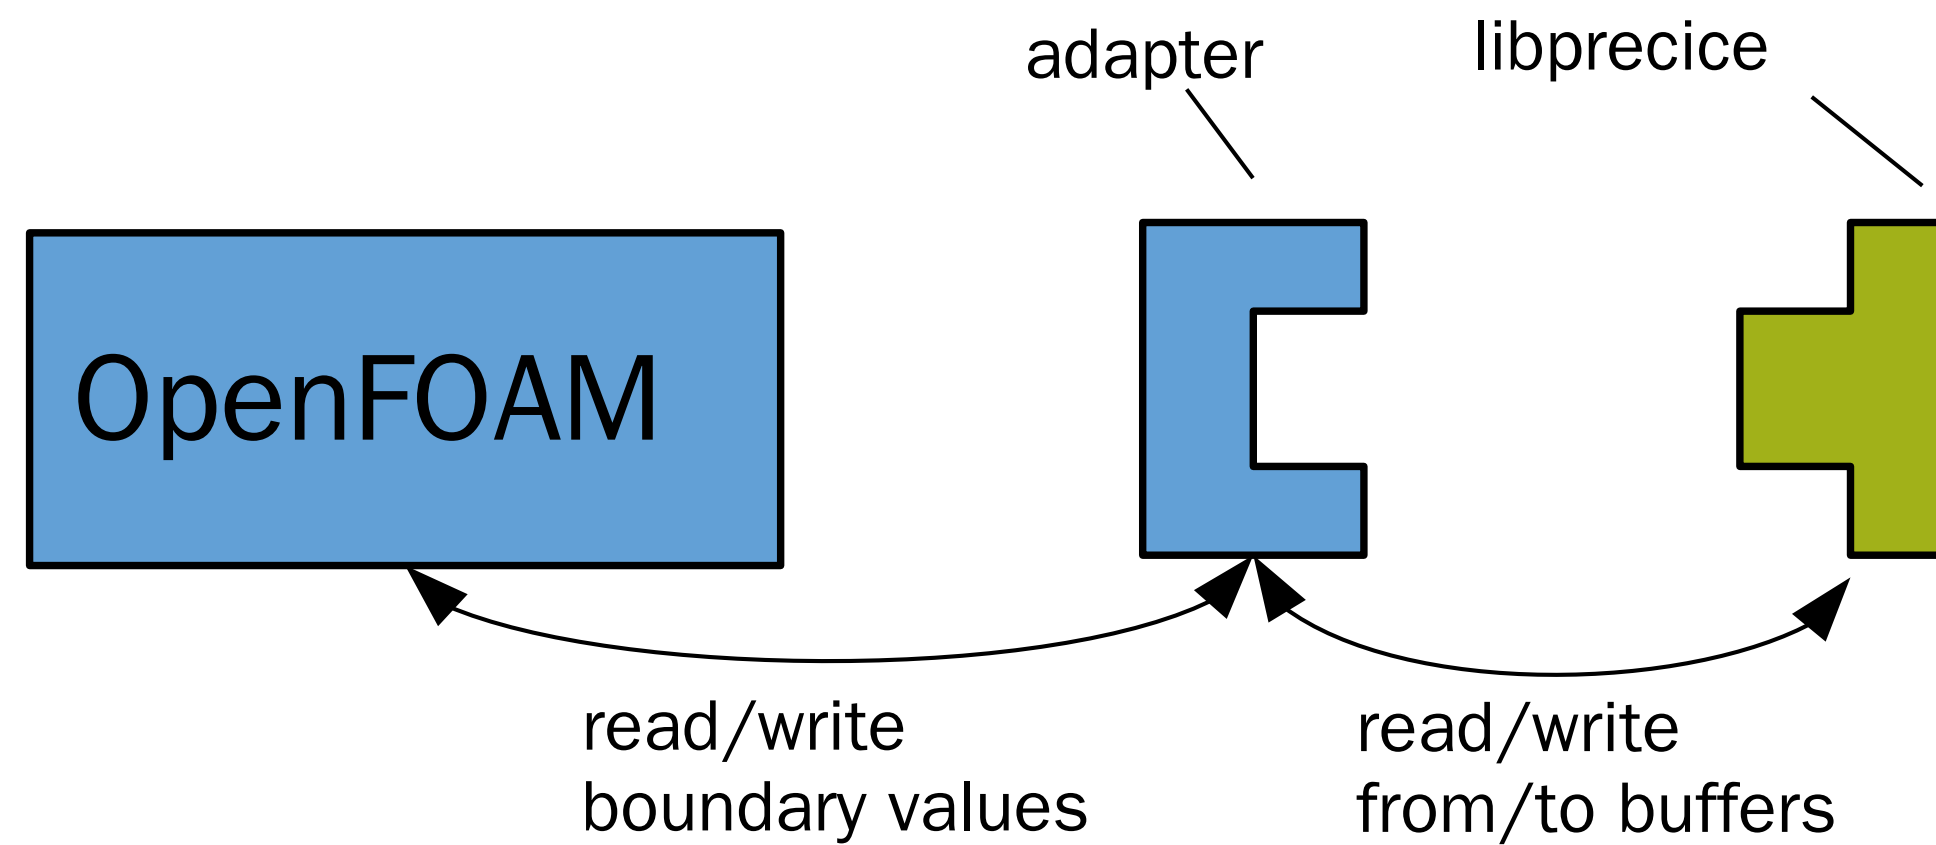 adapter
libprecice
OpenFOAM
read/write
boundary values
read/write
from/to buffers